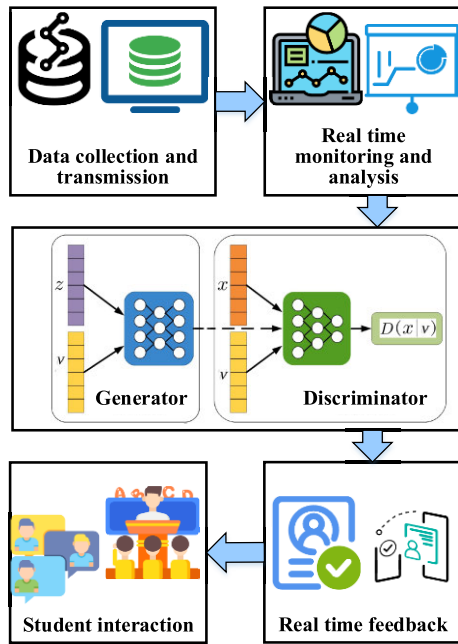 Data collection and
transmission
Real time
monitoring and
analysis
z
v
Generator
x
v
D(x|v)
Discriminator
A B C D
Student interaction
Real time feedback